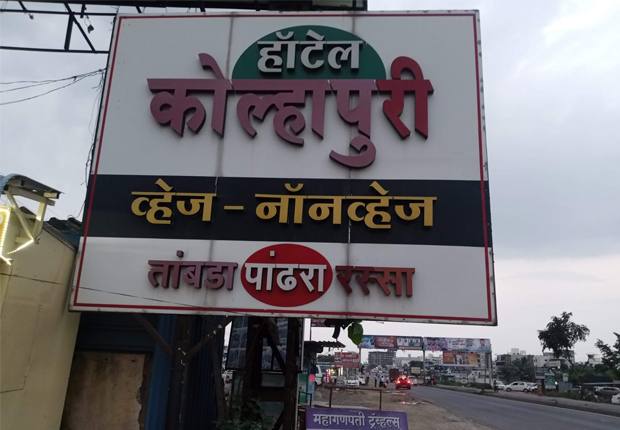 हॉटेल
कोल्हापुरी
व्हेज - नॉनव्हेज
तांबडा पांढरा रस्सा
महागणपती ट्रॅव्हल्स